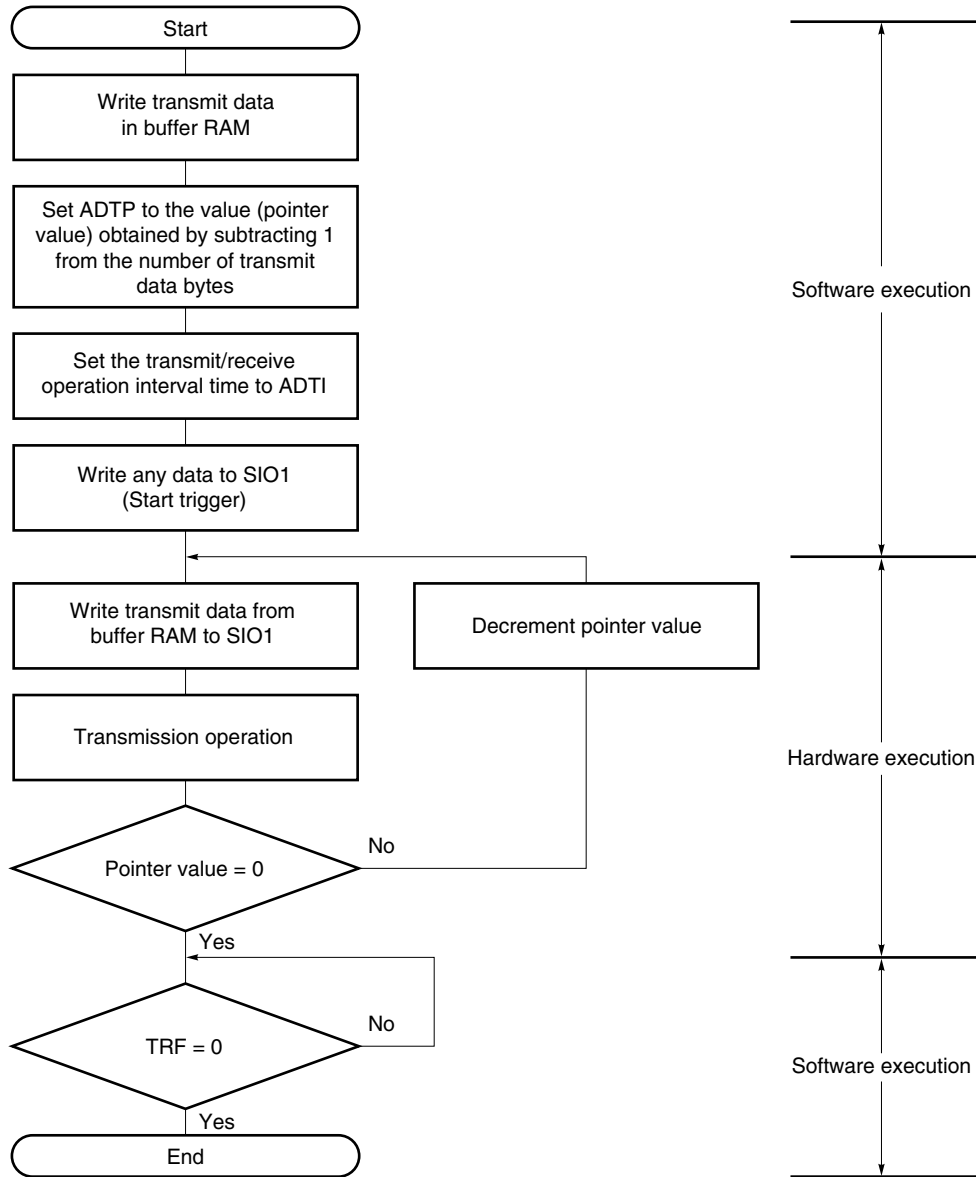 Start
Write transmit data
in buffer RAM
Set ADTP to the value (pointer
value) obtained by subtracting 1
from the number of transmit
data bytes
Software execution
Set the transmit/receive
operation interval time to ADTI
Write any data to SIO1
(Start trigger)
Write transmit data from
buffer RAM to SIO1
Decrement pointer value
Transmission operation
Hardware execution
No
Pointer value = 0
Yes
No
TRF = 0
Software execution
Yes
End